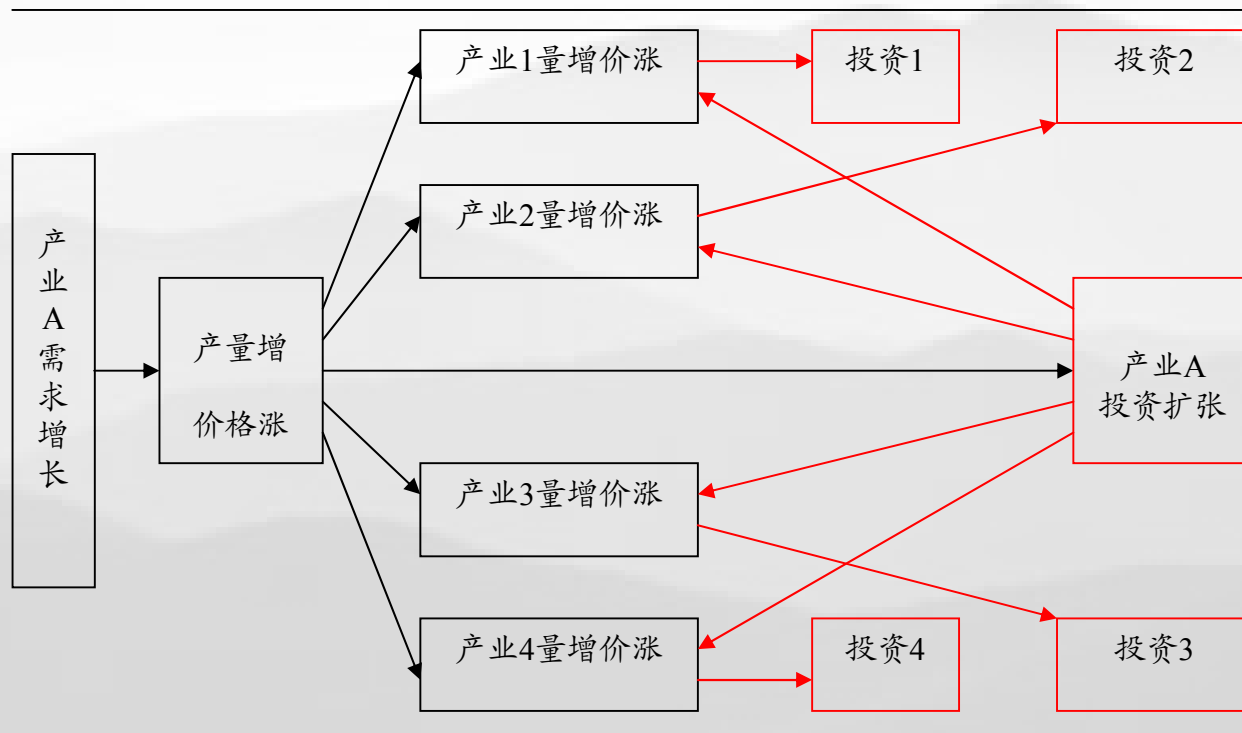 产业1量增价涨
投资1
投资2
产业2量增价涨
产业A需求增长
产量增
价格涨
产业A
投资扩张
产业3量增价涨
产业4量增价涨
投资4
投资3